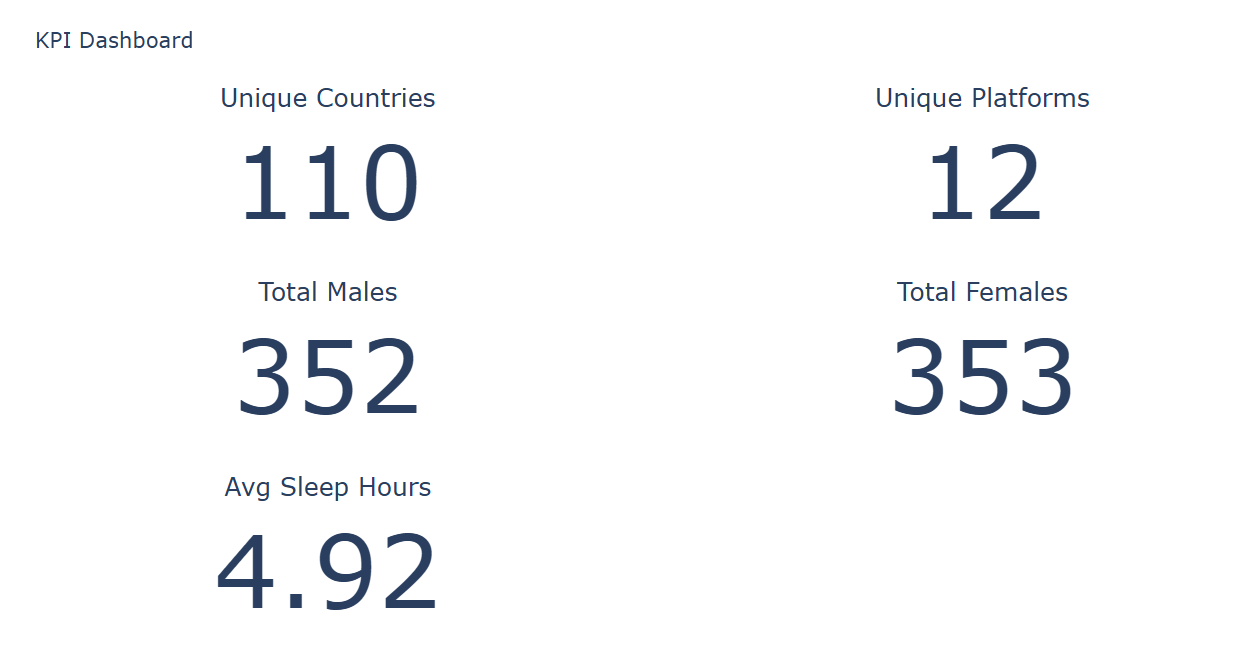 KPI Dashboard
Unique Countries
Unique Platforms
110
12
Total Males
Total Females
352
353
Avg Sleep Hours
4.92